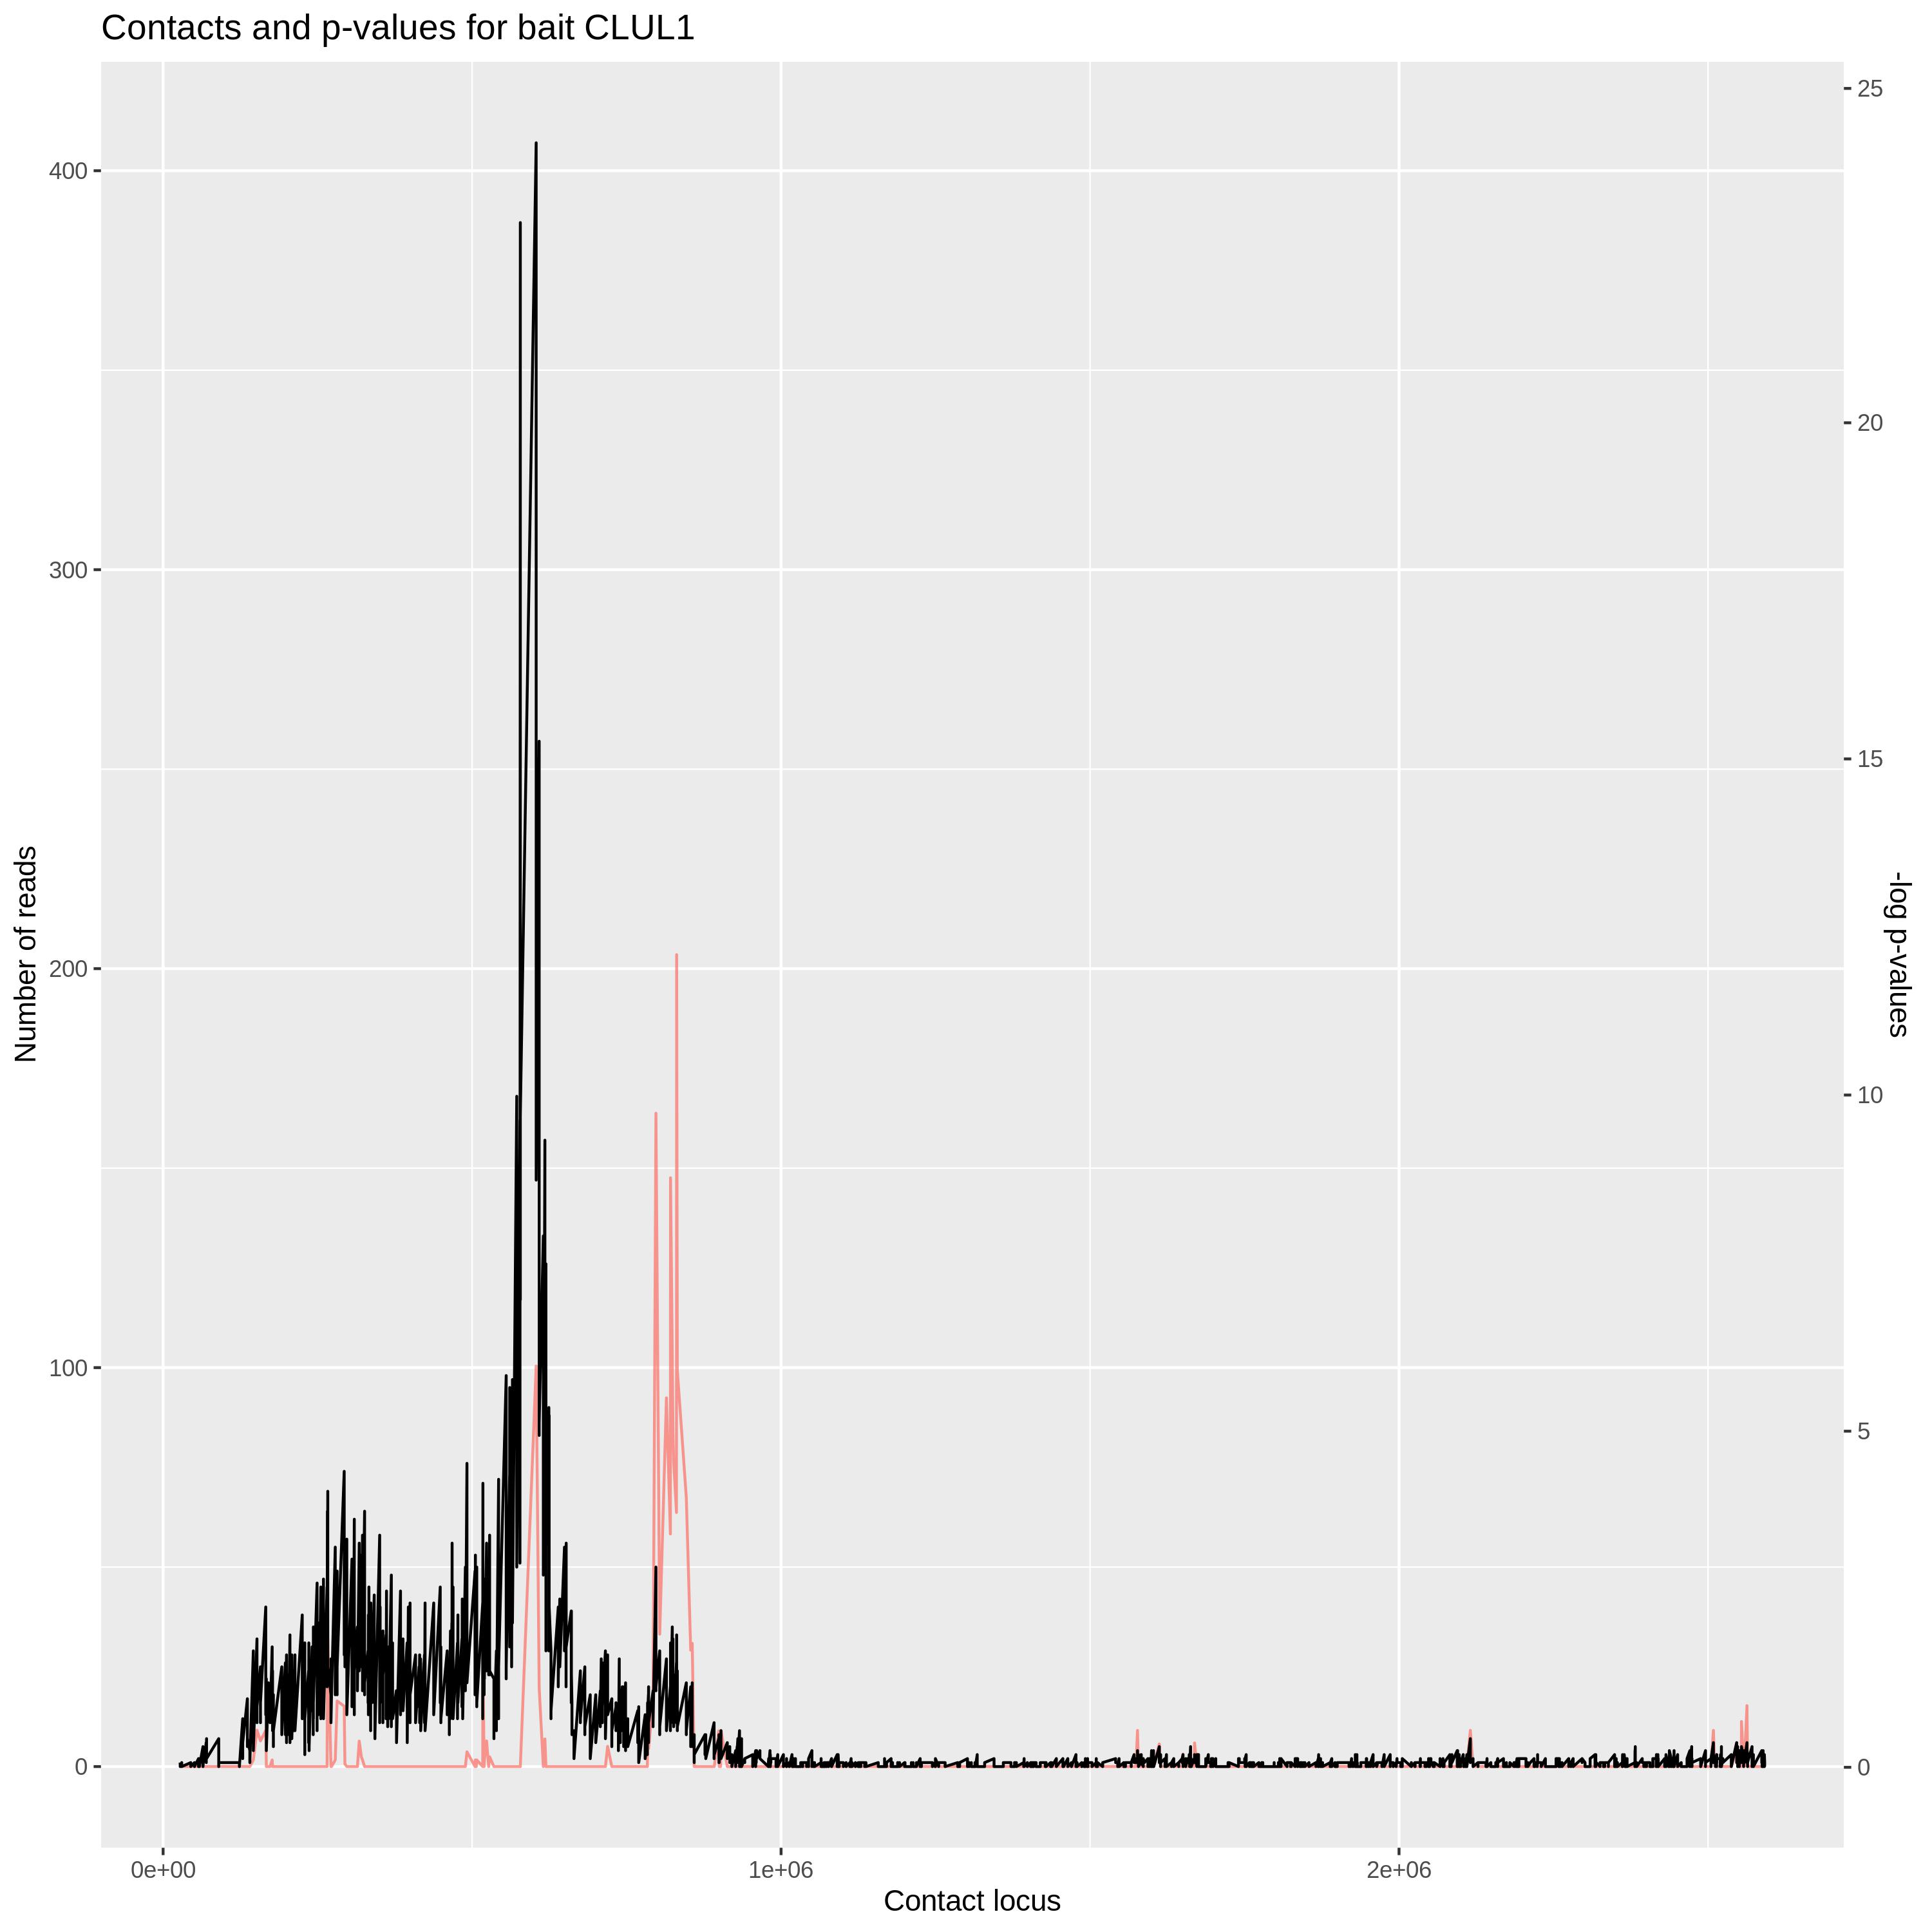 Contacts and p-values for bait CLUL1
Number of reads
400
300
200
100
0
25
20
15
10
5
0
-log p-values
0e+00
1e+06
2e+06
Contact locus